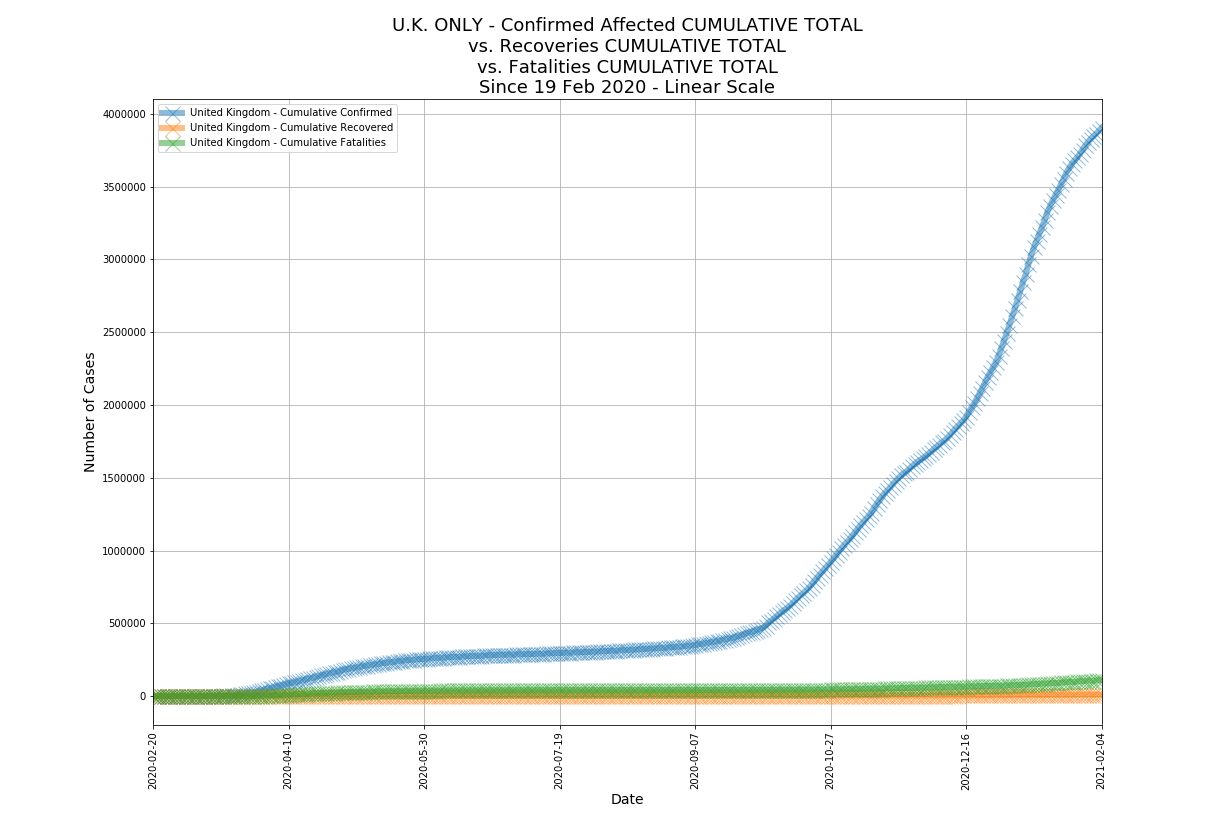 U.K. ONLY - Confirmed Affected CUMULATIVE TOTAL
vs. Recoveries CUMULATIVE TOTAL
vs. Fatalities CUMULATIVE TOTAL
Since 19 Feb 2020 - Linear Scale
United Kingdom - Cumulative Confirmed
United Kingdom - Cumulative Recovered
United Kingdom - Cumulative Fatalities
Number of Cases
4000000
3500000
3000000
2500000
2000000
1500000
1000000
500000
0
2020-02-20
2020-04-10
2020-05-30
2020-07-19
2020-09-07
2020-10-27
2020-12-16
2021-02-04
Date